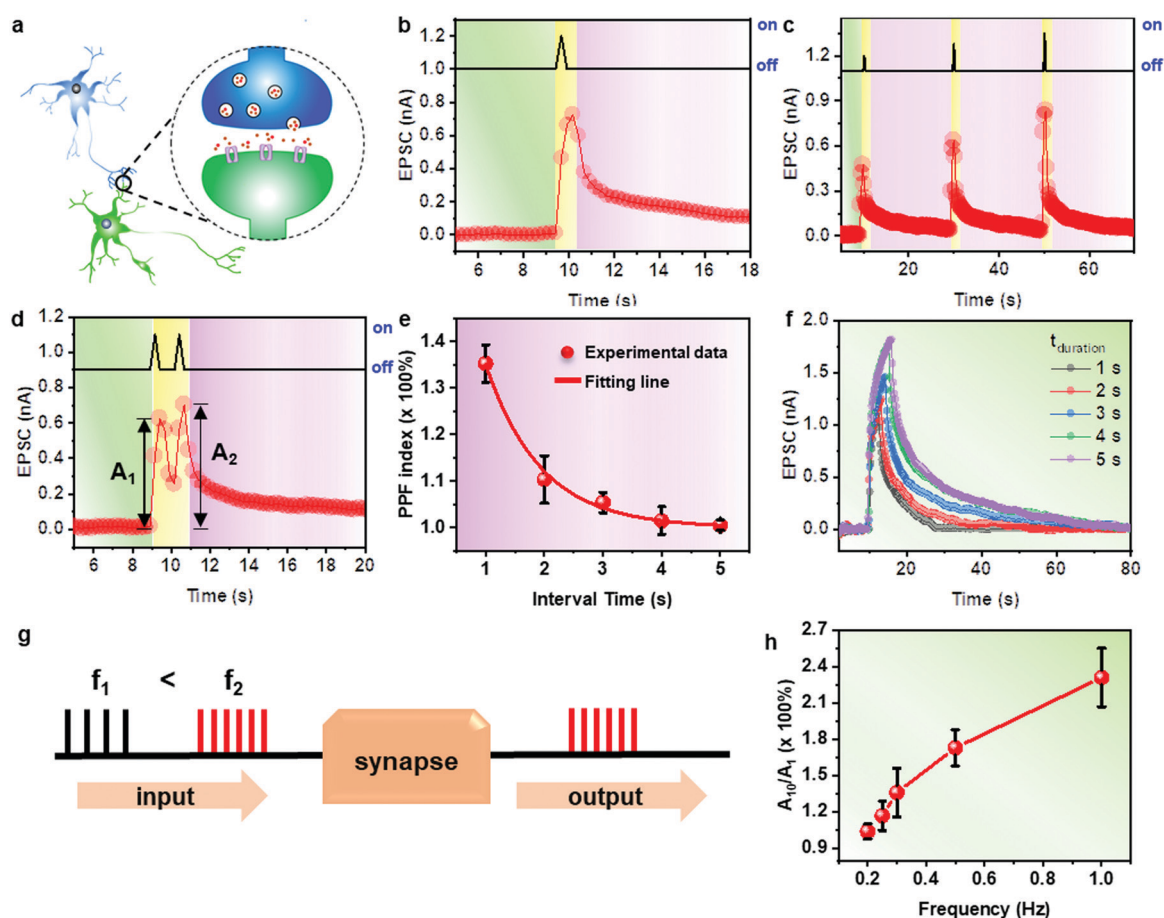 a
b
1.2
on
1.0
off
0.8
0.6
0.4
0.2
0.0
EPSC (nA)
6 8 10 12 14 16 18
Time (s)
c
on
1.2
off
0.9
0.6
0.3
0.0
EPSC (nA)
20 40 60
Time (s)
d
1.2
on
1.0
off
0.8
0.6
0.4
0.2
0.0
EPSC (nA)
A1
A2
6 8 10 12 14 16 18 20
Time (s)
e
1.4
1.3
1.2
1.1
1.0
PPF index (x 100%)
Experimental data
Fitting line
1 2 3 4 5
Interval Time (s)
f
2.0
1.5
1.0
0.5
0.0
EPSC (nA)
tduration
1 s
2 s
3 s
4 s
5 s
20 40 60 80
Time (s)
g
f1 < f2
synapse
input
output
h
2.7
2.4
2.1
1.8
1.5
1.2
0.9
A10/A1 (x 100%)
0.2 0.4 0.6 0.8 1.0
Frequency (Hz)